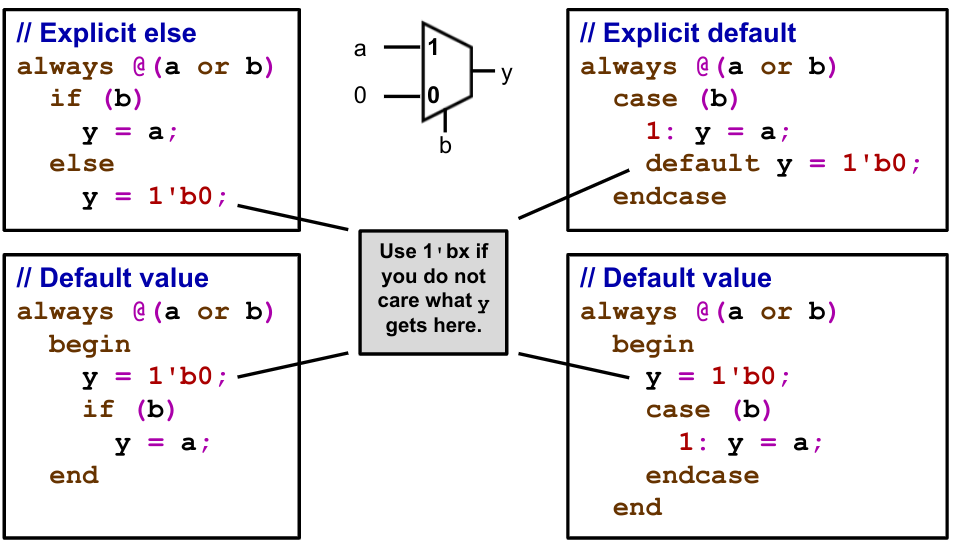 // Explicit else
always @(a or b)
if (b)
y = a;
else
y = 1'b0;
a
1
0
0
y
b
// Explicit default
always @(a or b)
case (b)
1: y = a;
default y = 1'b0;
endcase
Use 1'bx if
you do not
care what y
gets here.
// Default value
always @(a or b)
begin
y = 1'b0;
if (b)
y = a;
end
// Default value
always @(a or b)
begin
y = 1'b0;
case (b)
1: y = a;
endcase
end